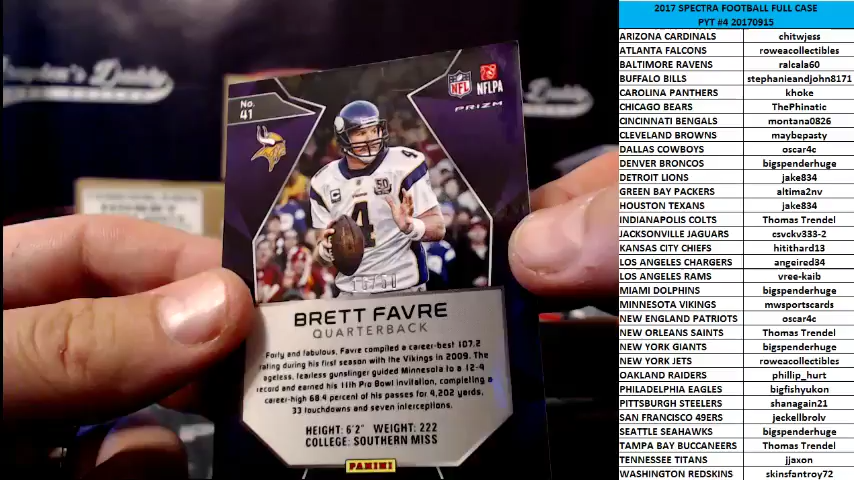 No.
41
NFL
NFLPA
PRIZM
4
50
4
BRETT FAVRE
QUARTERBACK
Forty and fabulous, Favre compiled a career-best 107.2
rating during his first season with the Vikings in 2009. The
ageless, fearless gunslinger guided Minnesota to a 12-4
record and earned his 11th Pro Bowl invitation, completing a
career-high 68.4 percent of his passes for 4,202 yards,
33 touchdowns and seven interceptions.
HEIGHT: 6'2" WEIGHT: 222
COLLEGE: SOUTHERN MISS
PANINI
2017 SPECTRA FOOTBALL FULL CASE
PYT #4 20170915
ARIZONA CARDINALS chitwjess
ATLANTA FALCONS roweacollectibles
BALTIMORE RAVENS ralcala60
BUFFALO BILLS stephanieandjohn8171
CAROLINA PANTHERS khoke
CHICAGO BEARS ThePhinatic
CINCINNATI BENGALS montana0826
CLEVELAND BROWNS maybepasty
DALLAS COWBOYS oscar4c
DENVER BRONCOS bigspenderhuge
DETROIT LIONS jake834
GREEN BAY PACKERS altima2nv
HOUSTON TEXANS jake834
INDIANAPOLIS COLTS Thomas Trendel
JACKSONVILLE JAGUARS csvckv333-2
KANSAS CITY CHIEFS hitithard13
LOS ANGELES CHARGERS angeired34
LOS ANGELES RAMS vree-kaib
MIAMI DOLPHINS bigspenderhuge
MINNESOTA VIKINGS mwsportscards
NEW ENGLAND PATRIOTS oscar4c
NEW ORLEANS SAINTS Thomas Trendel
NEW YORK GIANTS bigspenderhuge
NEW YORK JETS roweacollectibles
OAKLAND RAIDERS phillip_hurt
PHILADELPHIA EAGLES bigfishyukon
PITTSBURGH STEELERS shanagain21
SAN FRANCISCO 49ERS jeckellbrolv
SEATTLE SEAHAWKS bigspenderhuge
TAMPA BAY BUCCANEERS Thomas Trendel
TENNESSEE TITANS jjaxon
WASHINGTON REDSKINS skinsfantroy72